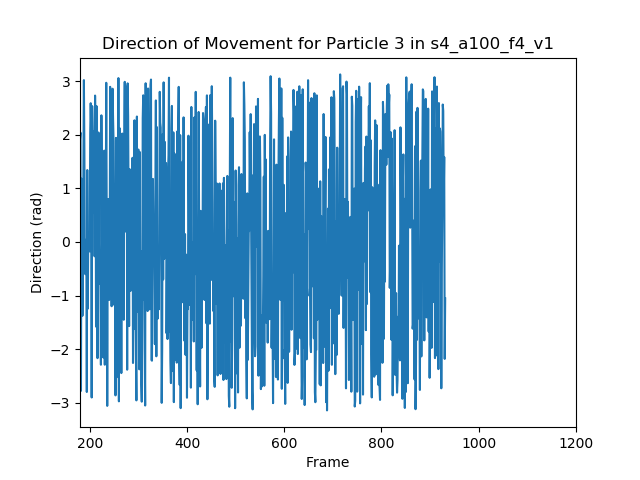 Direction of Movement for Particle 3 in s4_a100_f4_v1
3
2
1
0
−1
−2
−3
Direction (rad)
200 400 600 800 1000 1200
Frame